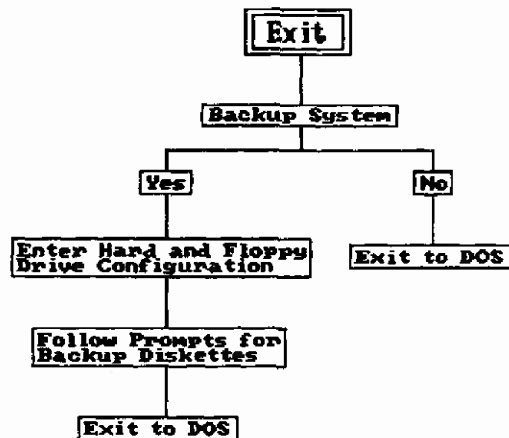 Exit
Backup System
Yes
No
Enter Hard and Floppy
Drive Configuration
Exit to DOS
Follow Prompts for
Backup Diskettes
Exit to DOS